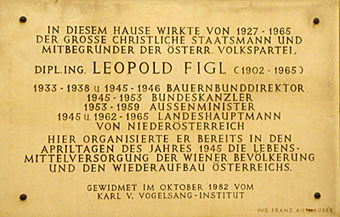 IN DIESEM HAUSE WIRKTE VON 1927-1965
DER GROSSE CHRISTLICHE STAATSMANN UND
MITBEGRÜNDER DER ÖSTERR. VOLKSPARTEI,
DIPL.ING. LEOPOLD FIGL (1902-1965)
1933-1938 u. 1945-1946 BAUERNBUNDDIREKTOR
1945-1953 BUNDESKANZLER
1953-1959 AUSSENMINISTER
1945 u. 1962-1965 LANDESHAUPTMANN
VON NIEDERÖSTERREICH
HIER ORGANISIERTE ER BEREITS IN DEN
APRILTAGEN DES JAHRES 1945 DIE LEBENS-
MITTELVERSORGUNG DER WIENER BEVÖLKERUNG
UND DEN WIEDERAUFBAU ÖSTERREICHS.
GEWIDMET IM OKTOBER 1982 VOM
KARL V. VOGELSANG-INSTITUT
ING. FRANZ